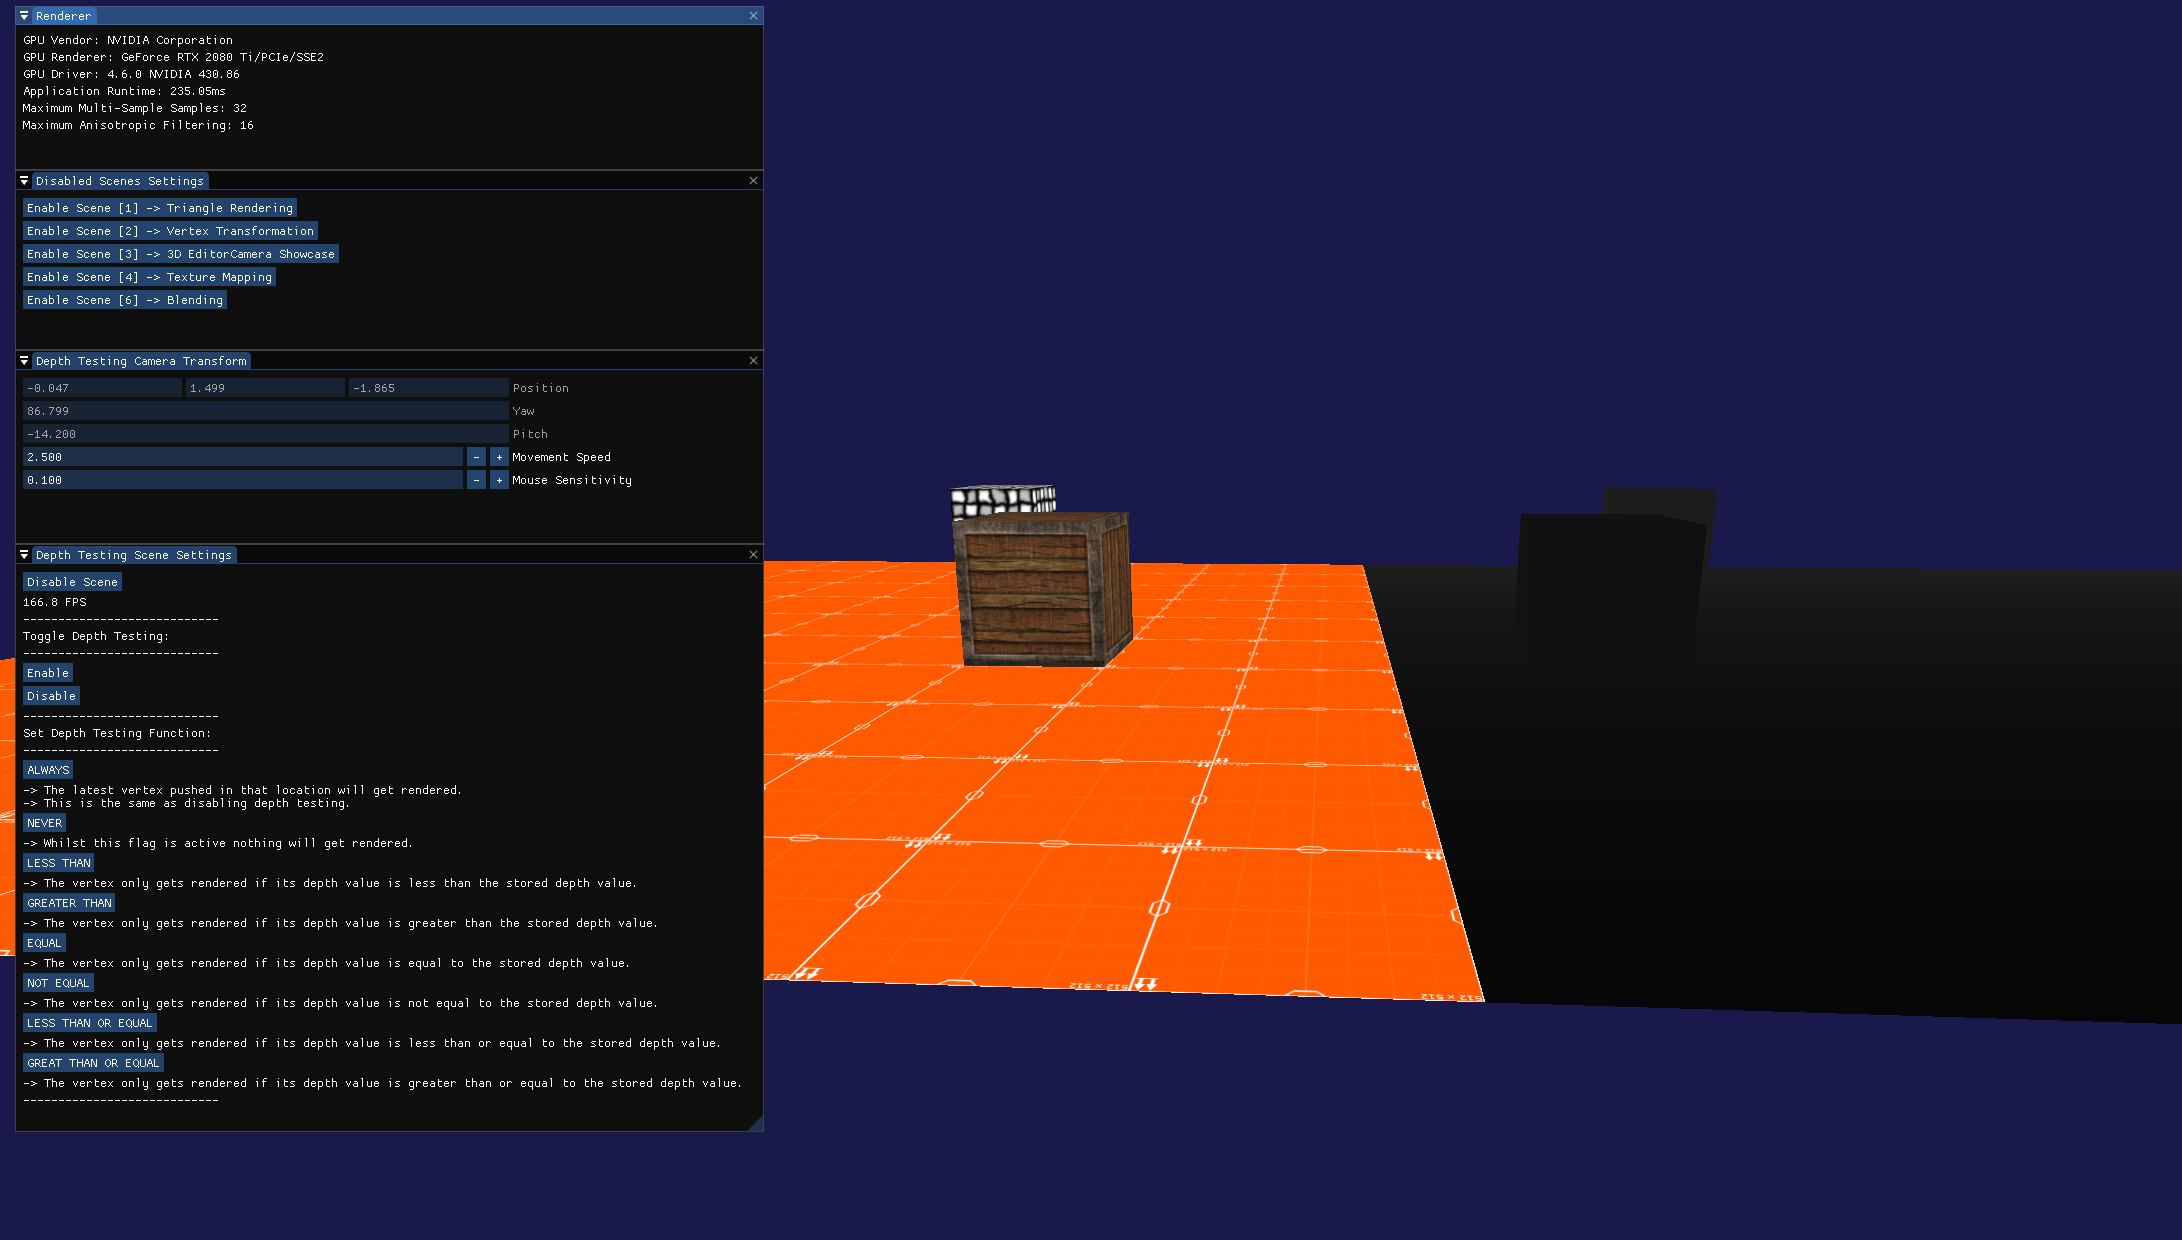 Renderer
GPU Vendor: NVIDIA Corporation
GPU Renderer: GeForce RTX 2080 Ti/PCIe/SSE2
GPU Driver: 4.6.0 NVIDIA 430.86
Application Runtime: 235.05ms
Maximum Multi-Sample Samples: 32
Maximum Anisotropic Filtering: 16
Disabled Scenes Settings
Enable Scene [1] -> Triangle Rendering
Enable Scene [2] -> Vertex Transformation
Enable Scene [3] -> 3D EditorCamera Showcase
Enable Scene [4] -> Texture Mapping
Enable Scene [6] -> Blending
Depth Testing Camera Transform
-0.047 1.499 -1.865 Position
86.799 Yaw
-14.200 Pitch
2.500 - + Movement Speed
0.100 - + Mouse Sensitivity
Depth Testing Scene Settings
Disable Scene
166.8 FPS
----------------------------
Toggle Depth Testing:
----------------------------
Enable
Disable
----------------------------
Set Depth Testing Function:
----------------------------
ALWAYS
-> The latest vertex pushed in that location will get rendered.
-> This is the same as disabling depth testing.
NEVER
-> Whilst this flag is active nothing will get rendered.
LESS THAN
-> The vertex only gets rendered if its depth value is less than the stored depth value.
GREATER THAN
-> The vertex only gets rendered if its depth value is greater than the stored depth value.
EQUAL
-> The vertex only gets rendered if its depth value is equal to the stored depth value.
NOT EQUAL
-> The vertex only gets rendered if its depth value is not equal to the stored depth value.
LESS THAN OR EQUAL
-> The vertex only gets rendered if its depth value is less than or equal to the stored depth value.
GREAT THAN OR EQUAL
-> The vertex only gets rendered if its depth value is greater than or equal to the stored depth value.
----------------------------
512
512 x 512
512 x 512